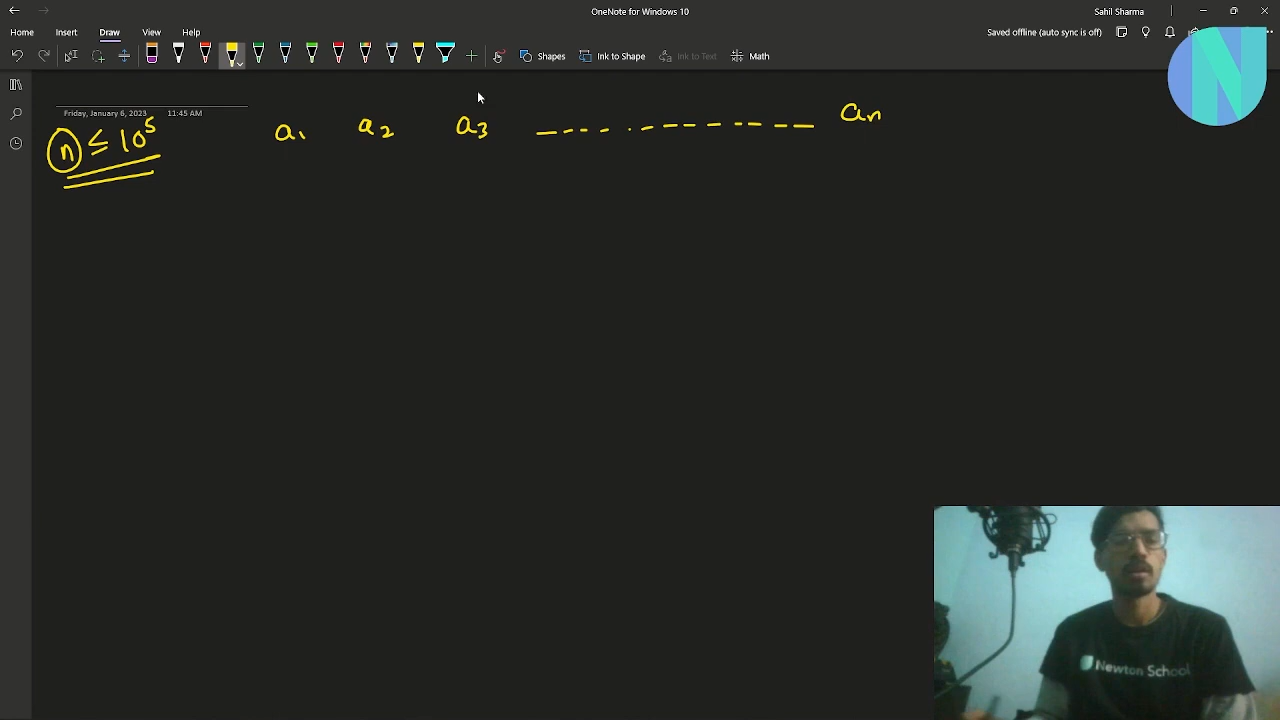 OneNote for Windows 10
Sahil Sharma
Home Insert Draw View Help
Saved offline (auto sync is off)
Shapes Ink to Shape Ink to Text Math
Friday, January 6, 2023 11:45 AM
n ≤ 10⁵ a₁ a₂ a₃ aₙ
Newton School